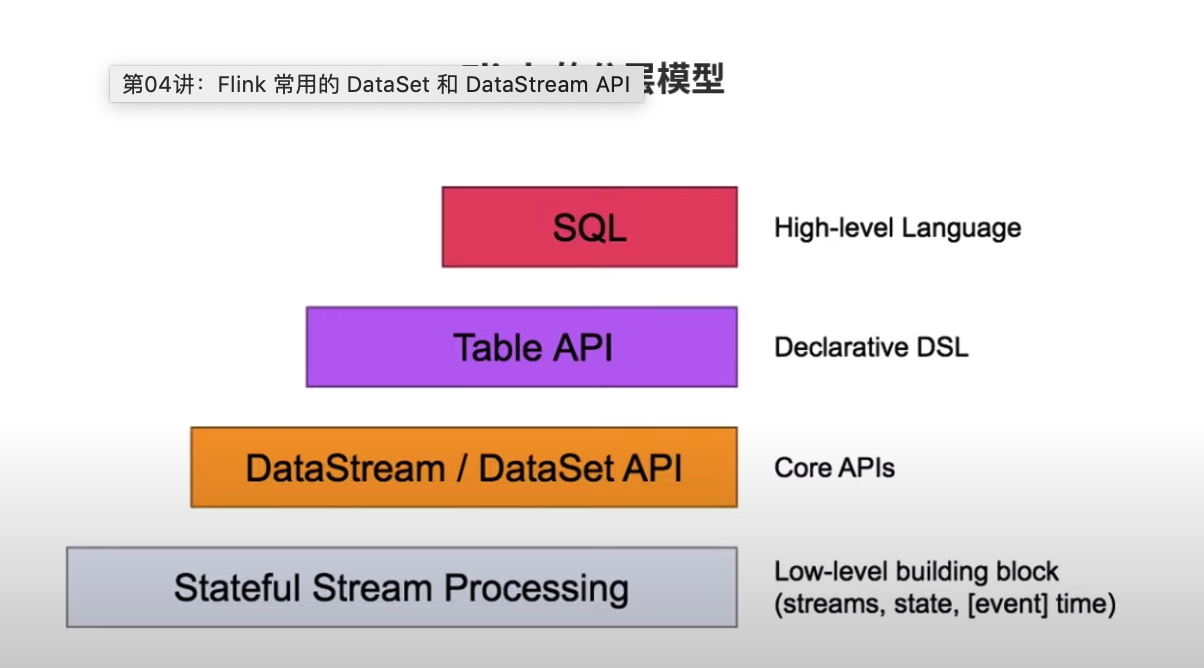 层模型
第04讲：Flink 常用的 DataSet 和 DataStream API
SQL
High-level Language
Table API
Declarative DSL
DataStream / DataSet API
Core APIs
Stateful Stream Processing
Low-level building block
(streams, state, [event] time)